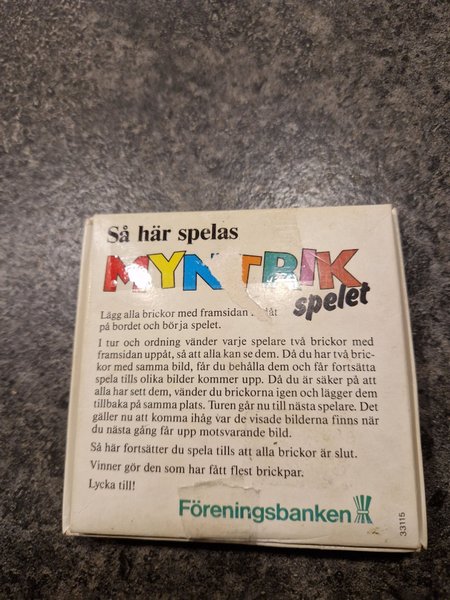 Så här spelas
MYNTRIK
spelet
Lägg alla brickor med framsidan
på bordet och börja spelet.
I tur och ordning vänder varje spelare två brickor med
framsidan uppåt, så att alla kan se dem. Då du har två bric-
kor med samma bild, får du behålla dem och får fortsätta
spela tills olika bilder kommer upp. Då du är säker på att
alla har sett dem, vänder du brickorna igen och lägger dem
tillbaka på samma plats. Turen går nu till nästa spelare. Det
gäller nu att komma ihåg var de visade bilderna finns när
du nästa gång får upp motsvarande bild.
Så här fortsätter du spela tills att alla brickor är slut.
Vinner gör den som har fått flest brickpar.
Lycka till!
Föreningsbanken
33115